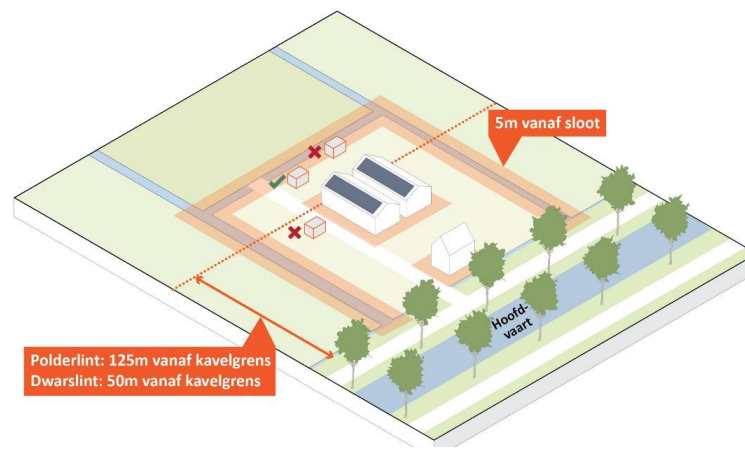 5m vanaf sloot
Hoofd-
vaart
Polderlint: 125m vanaf kavelgrens
Dwarslint: 50m vanaf kavelgrens